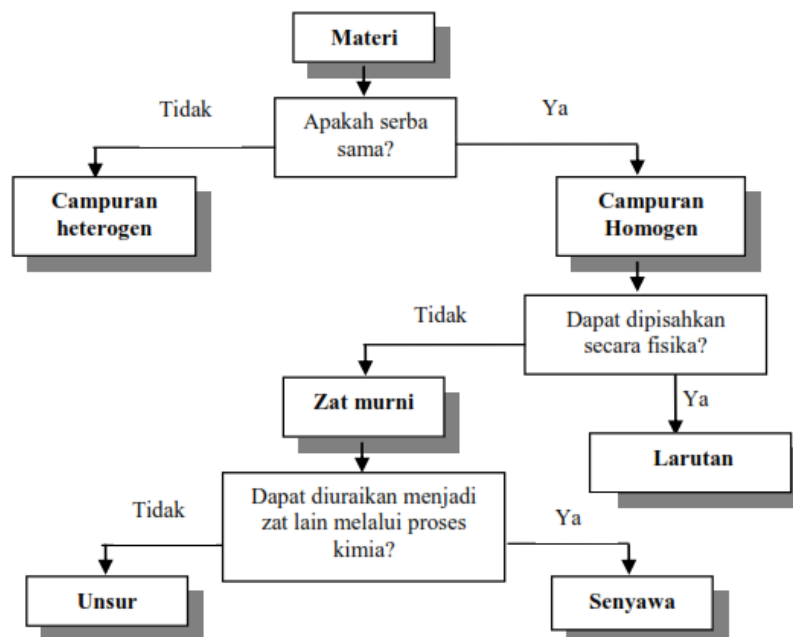 Materi
Tidak
Apakah serba
sama?
Ya
Campuran
heterogen
Campuran
Homogen
Tidak
Dapat dipisahkan
secara fisika?
Zat murni
Ya
Larutan
Tidak
Dapat diuraikan menjadi
zat lain melalui proses
kimia?
Ya
Unsur
Senyawa